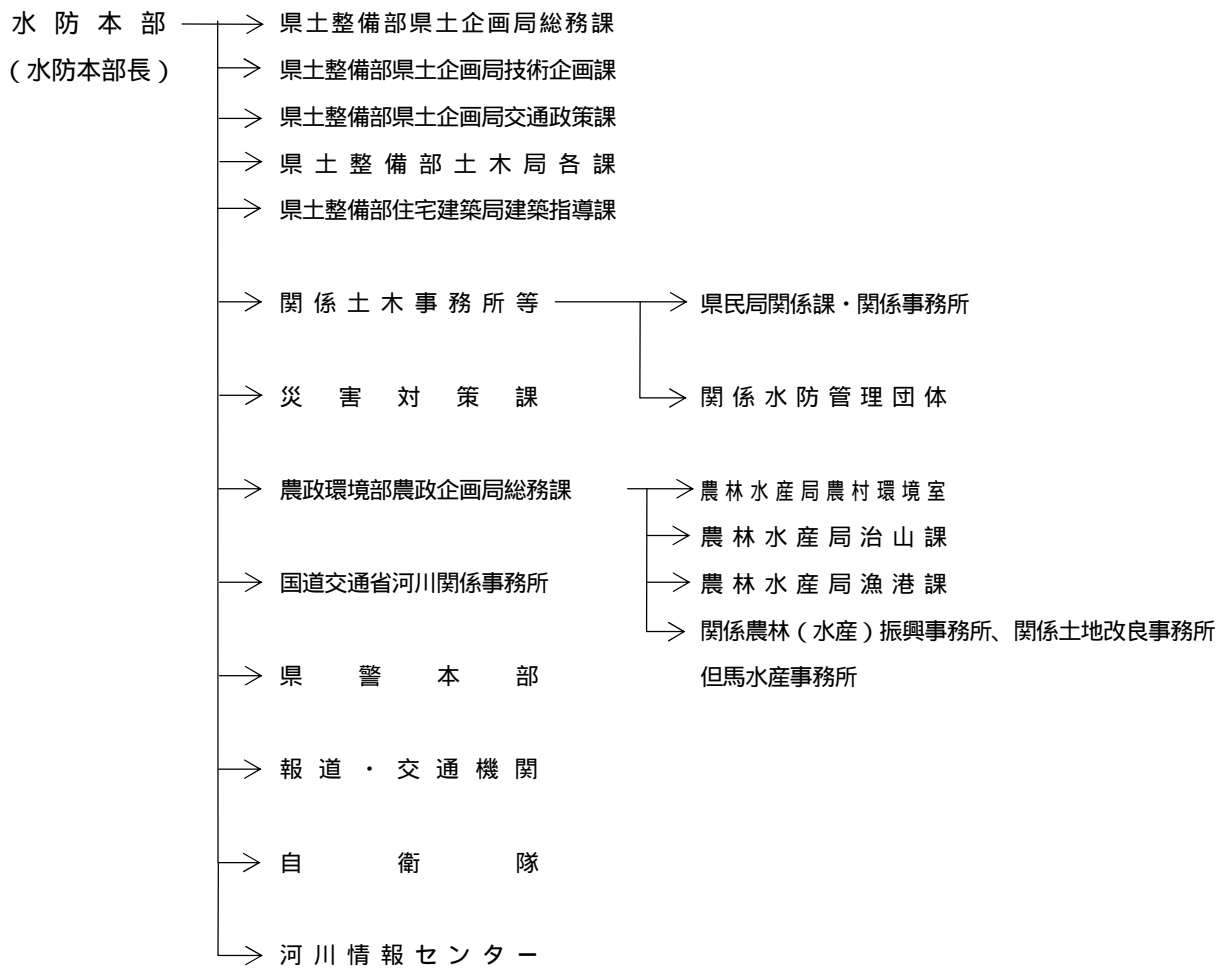 水防本部
(水防本部長)
県土整備部県土企画局総務課
県土整備部県土企画局技術企画課
県土整備部県土企画局交通政策課
県土整備部土木局各課
県土整備部住宅建築局建築指導課
関係土木事務所等
県民局関係課・関係事務所
災害対策課
関係水防管理団体
農政環境部農政企画局総務課
農林水産局農村環境室
農林水産局治山課
国道交通省河川関係事務所
農林水産局漁港課
関係農林(水産)振興事務所、関係土地改良事務所
県警本部
但馬水産事務所
報道・交通機関
自衛隊
河川情報センター